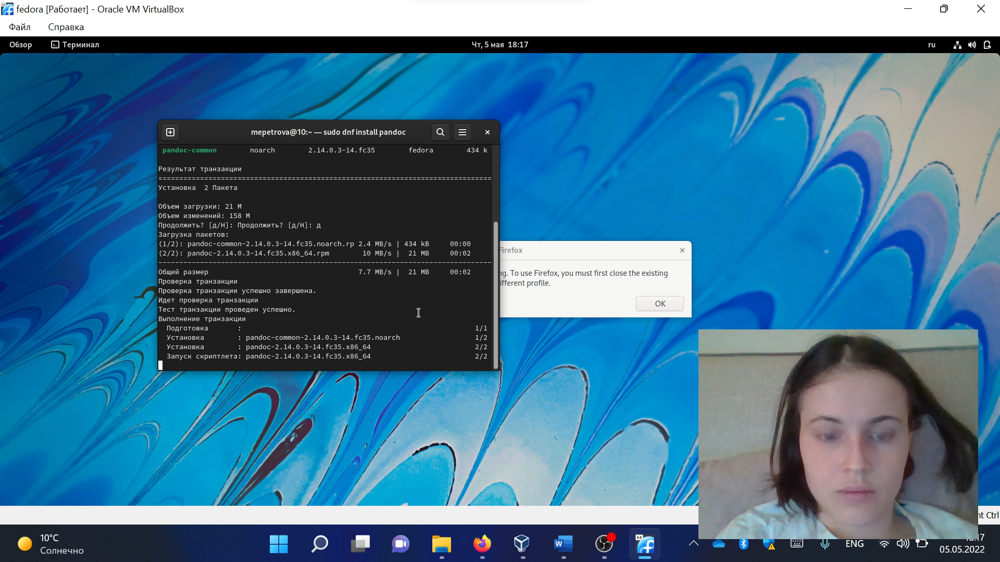 fedora [Работает] - Oracle VM VirtualBox
Файл Справка
Обзор Терминал Чт, 5 мая 18:17 ru
mepetrova@10:~ — sudo dnf install pandoc
pandoc-common noarch 2.14.0.3-14.fc35 fedora 434 k
Результат транзакции
================================================================================
Установка 2 Пакета
Объем загрузки: 21 M
Объем изменений: 158 M
Продолжить? [д/Н]: Продолжить? [д/Н]: д
Загрузка пакетов:
(1/2): pandoc-common-2.14.0.3-14.fc35.noarch.rp 2.4 MB/s | 434 kB 00:00
(2/2): pandoc-2.14.0.3-14.fc35.x86_64.rpm 10 MB/s | 21 MB 00:02
--------------------------------------------------------------------------------
Общий размер 7.7 MB/s | 21 MB 00:02
Проверка транзакции
Проверка транзакции успешно завершена.
Идет проверка транзакции
Тест транзакции проведен успешно.
Выполнение транзакции
Подготовка : 1/1
Установка : pandoc-common-2.14.0.3-14.fc35.noarch 1/2
Установка : pandoc-2.14.0.3-14.fc35.x86_64 2/2
Запуск скриптлета: pandoc-2.14.0.3-14.fc35.x86_64 2/2
Firefox
ng. To use Firefox, you must first close the existing
ifferent profile.
OK
Ctrl
10°C
Солнечно
W
64
ENG
05.05.2022